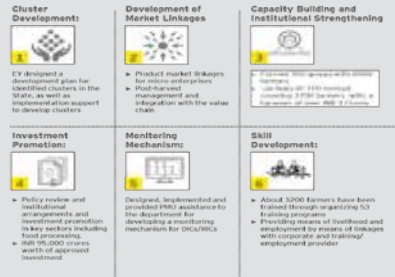 Cluster
Development:
1
EY designed a
development plan for
identified clusters in the
State, as well as
implementation support
to develop clusters
Development of
Market Linkages
2
► Product market linkages
for micro enterprises
► Post-harvest
management and
integration with the value
chain
Capacity Building and
Institutional Strengthening
3
Investment
Promotion:
4
► Policy review and
institutional
arrangements and
investment promotion
in key sectors including
food processing.
► INR 95,000 crores
worth of approved
investment
Monitoring
Mechanism:
5
Designed, implemented and
provided PMU assistance to
the department for
developing a monitoring
mechanism for DICs/RICs
Skill
Development:
6
► About 3200 farmers have been
trained through organizing 53
training programs
► Providing means of livelihood and
employment by means of linkages
with corporate and training/
employment provider